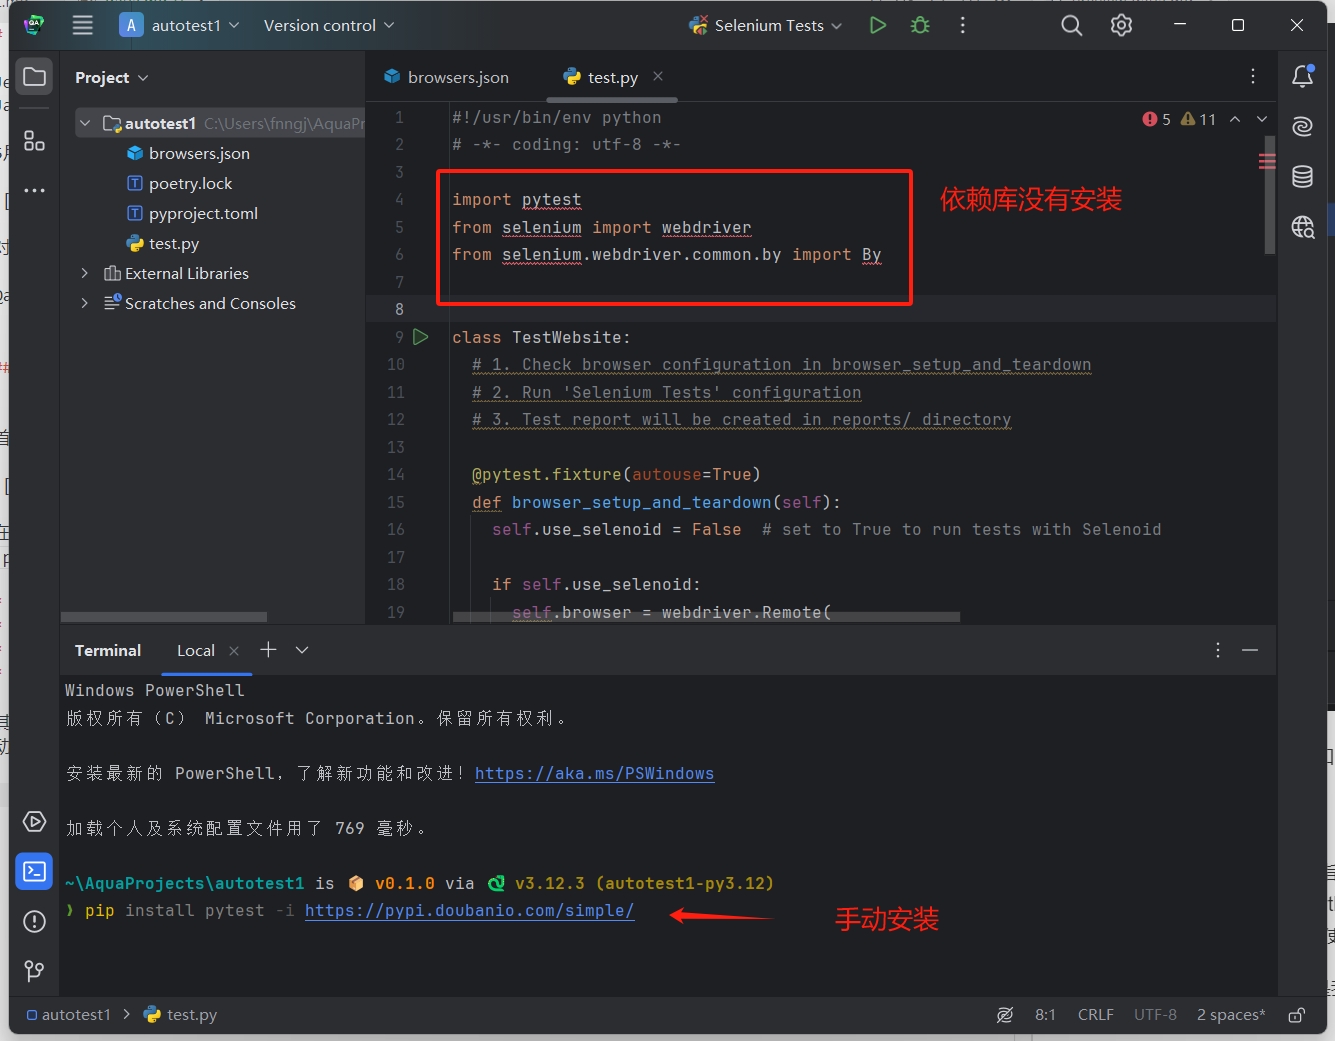 A autotest1 Version control Selenium Tests
Project
autotest1 C:\Users\fnngj\AquaPr
browsers.json
poetry.lock
pyproject.toml
test.py
External Libraries
Scratches and Consoles
browsers.json test.py
5 11
1 #!/usr/bin/env python
2 # -*- coding: utf-8 -*-
3
4 import pytest
5 from selenium import webdriver
6 from selenium.webdriver.common.by import By
7
8
9 class TestWebsite:
10 # 1. Check browser configuration in browser_setup_and_teardown
11 # 2. Run 'Selenium Tests' configuration
12 # 3. Test report will be created in reports/ directory
13
14 @pytest.fixture(autouse=True)
15 def browser_setup_and_teardown(self):
16 self.use_selenoid = False # set to True to run tests with Selenoid
17
18 if self.use_selenoid:
19 self.browser = webdriver.Remote(
依赖库没有安装
Terminal Local
Windows PowerShell
版权所有（C） Microsoft Corporation。保留所有权利。
安装最新的 PowerShell，了解新功能和改进！https://aka.ms/PSWindows
加载个人及系统配置文件用了 769 毫秒。
~\AquaProjects\autotest1 is v0.1.0 via v3.12.3 (autotest1-py3.12)
❯ pip install pytest -i https://pypi.doubanio.com/simple/
手动安装
autotest1 > test.py 8:1 CRLF UTF-8 2 spaces*